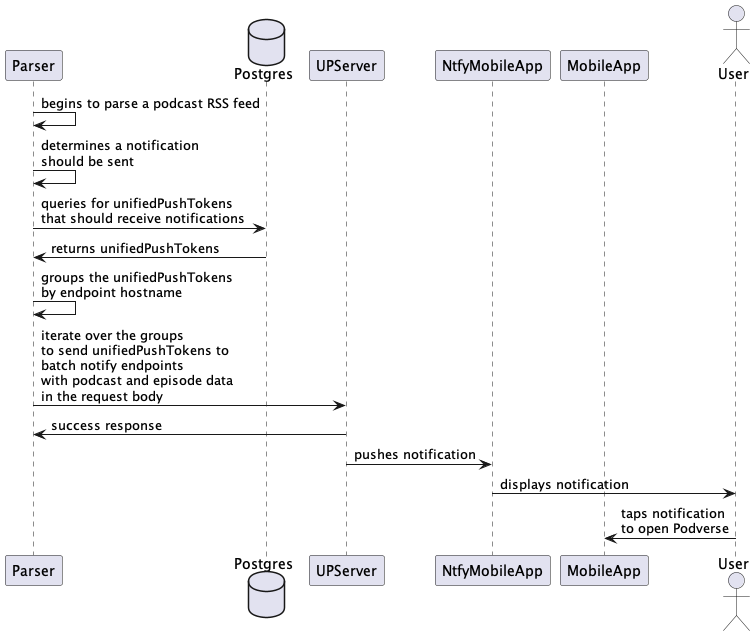 Parser
Postgres
UPServer
NtfyMobileApp
MobileApp
User
begins to parse a podcast RSS feed
determines a notification
should be sent
queries for unifiedPushTokens
that should receive notifications
returns unifiedPushTokens
groups the unifiedPushTokens
by endpoint hostname
iterate over the groups
to send unifiedPushTokens to
batch notify endpoints
with podcast and episode data
in the request body
success response
pushes notification
displays notification
taps notification
to open Podverse
Parser
Postgres
UPServer
NtfyMobileApp
MobileApp
User